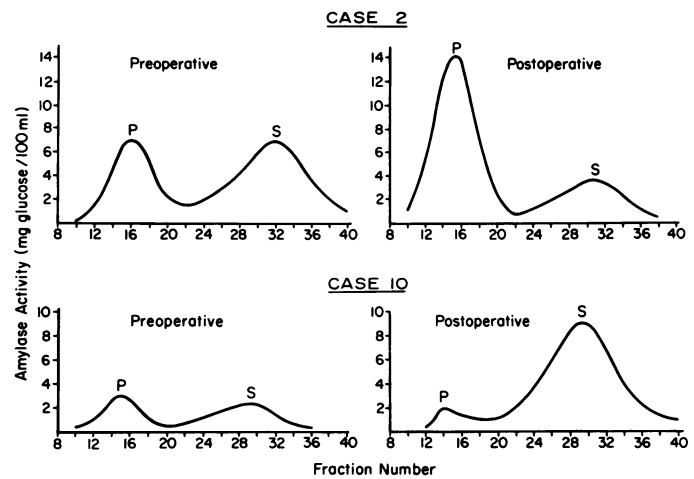 CASE 2
Preoperative
Postoperative
P
S
P
S
14
12
10
8
6
4
2
14
12
10
8
6
4
2
8 12 16 20 24 28 32 36 40
8 12 16 20 24 28 32 36 40
Amylase Activity (mg glucose/100ml)
CASE 10
Preoperative
Postoperative
P
S
P
S
10
8
6
4
2
10
8
6
4
2
8 12 16 20 24 28 32 36 40
8 12 16 20 24 28 32 36 40
Fraction Number